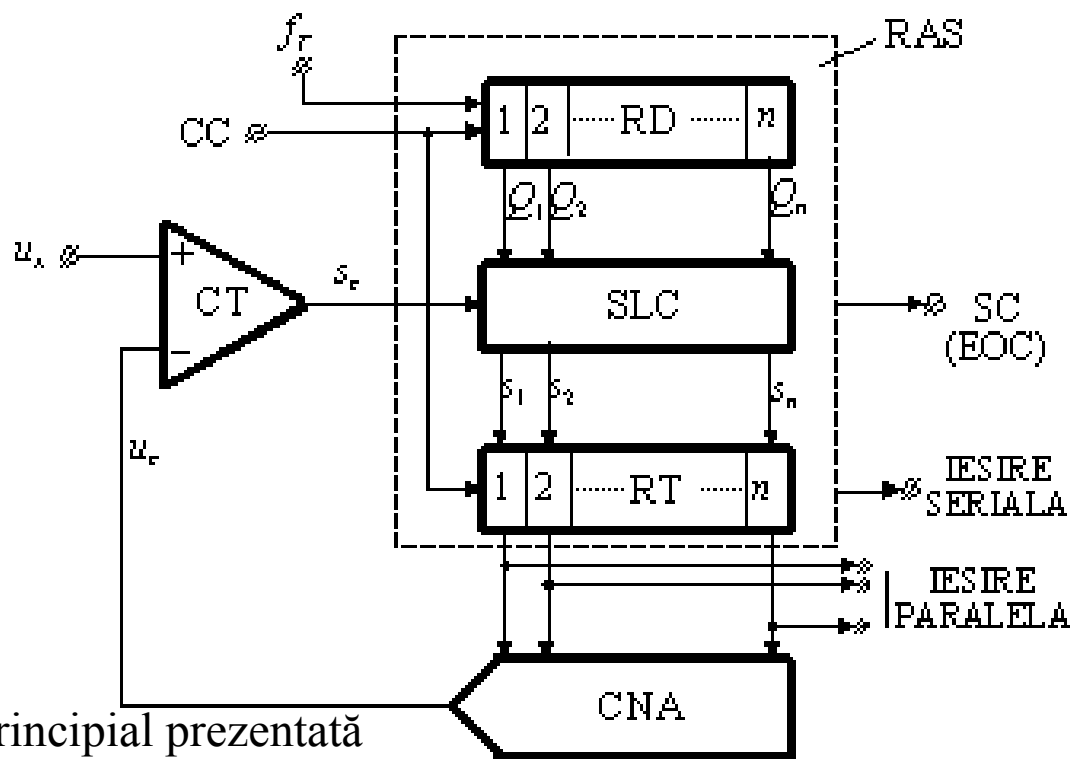 f_r
RAS
CC
1 2 ...... RD ...... n
Q_1 Q_2 Q_n
u_x
+
CT
−
s_c
SLC
SC
(EOC)
s_1 s_2 s_n
u_c
1 2 ...... RT ...... n
IESIRE
SERIALA
IESIRE
PARALELA
CNA
rincipial prezentată